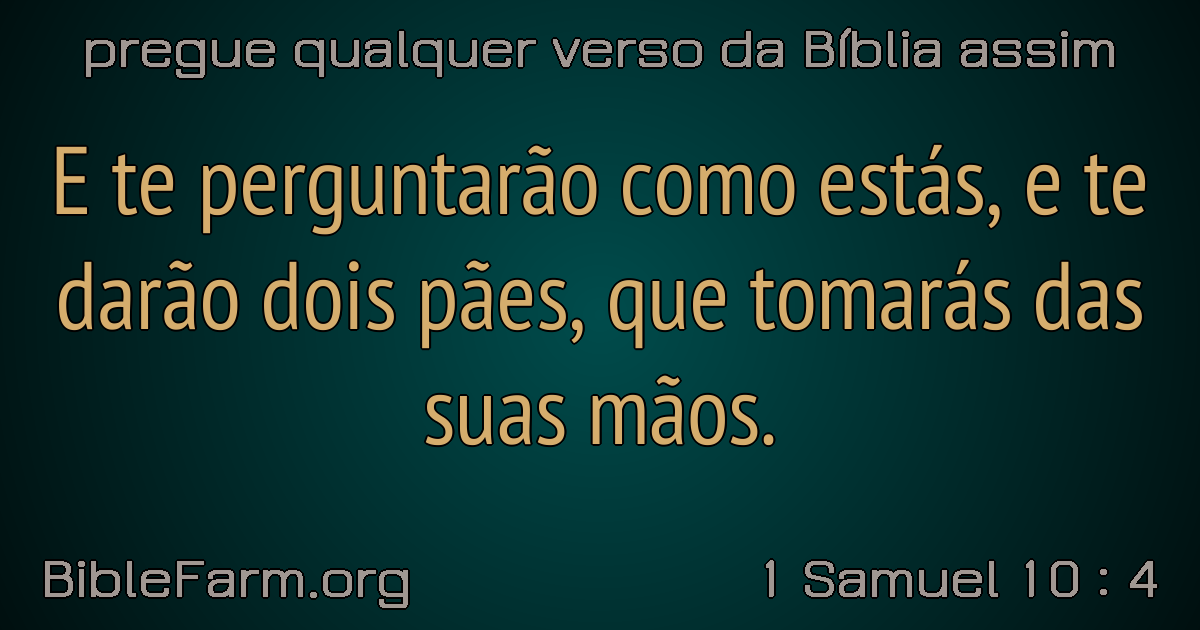 pregue qualquer verso da Bíblia assim
E te perguntarão como estás, e te
darão dois pães, que tomarás das
suas mãos.
BibleFarm.org
1 Samuel 10 : 4